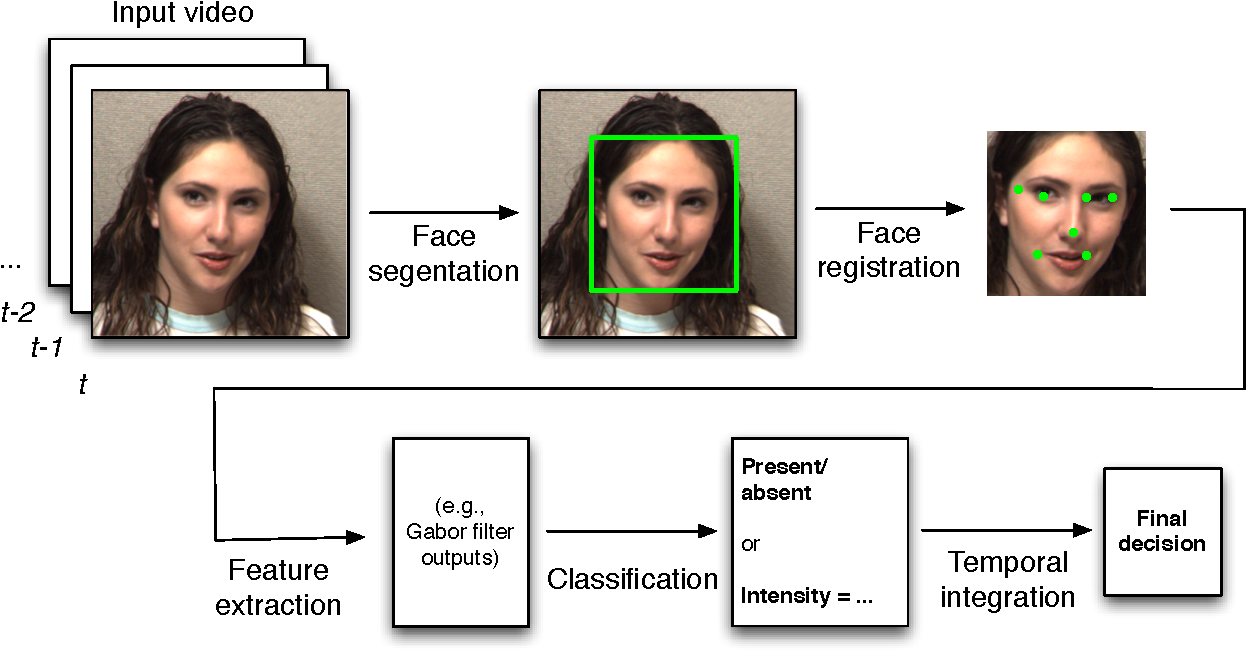 Input video
...
t-2
t-1
t
Face
segentation
Face
registration
Feature
extraction
(e.g.,
Gabor filter
outputs)
Classification
Present/
absent
or
Intensity = ...
Temporal
integration
Final
decision